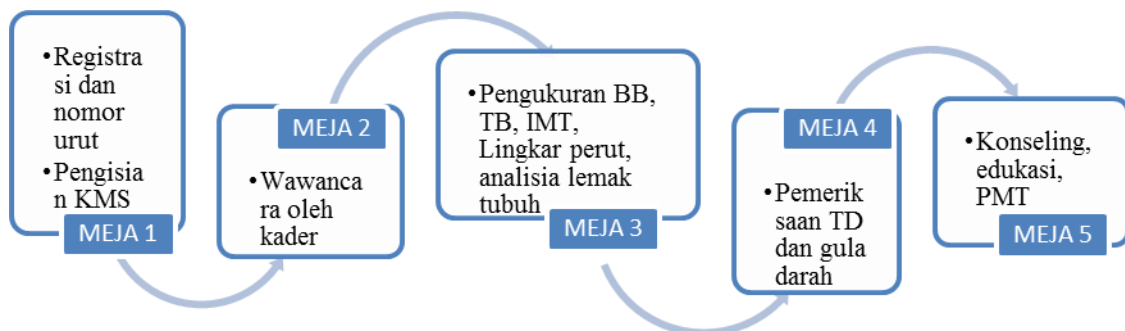 •Registra
si dan
nomor
urut
•Pengisia
n KMS
MEJA 1
MEJA 2
•Wawanca
ra oleh
kader
•Pengukuran BB,
TB, IMT,
Lingkar perut,
analisia lemak
tubuh
MEJA 3
MEJA 4
•Pemerik
saan TD
dan gula
darah
•Konseling,
edukasi,
PMT
MEJA 5